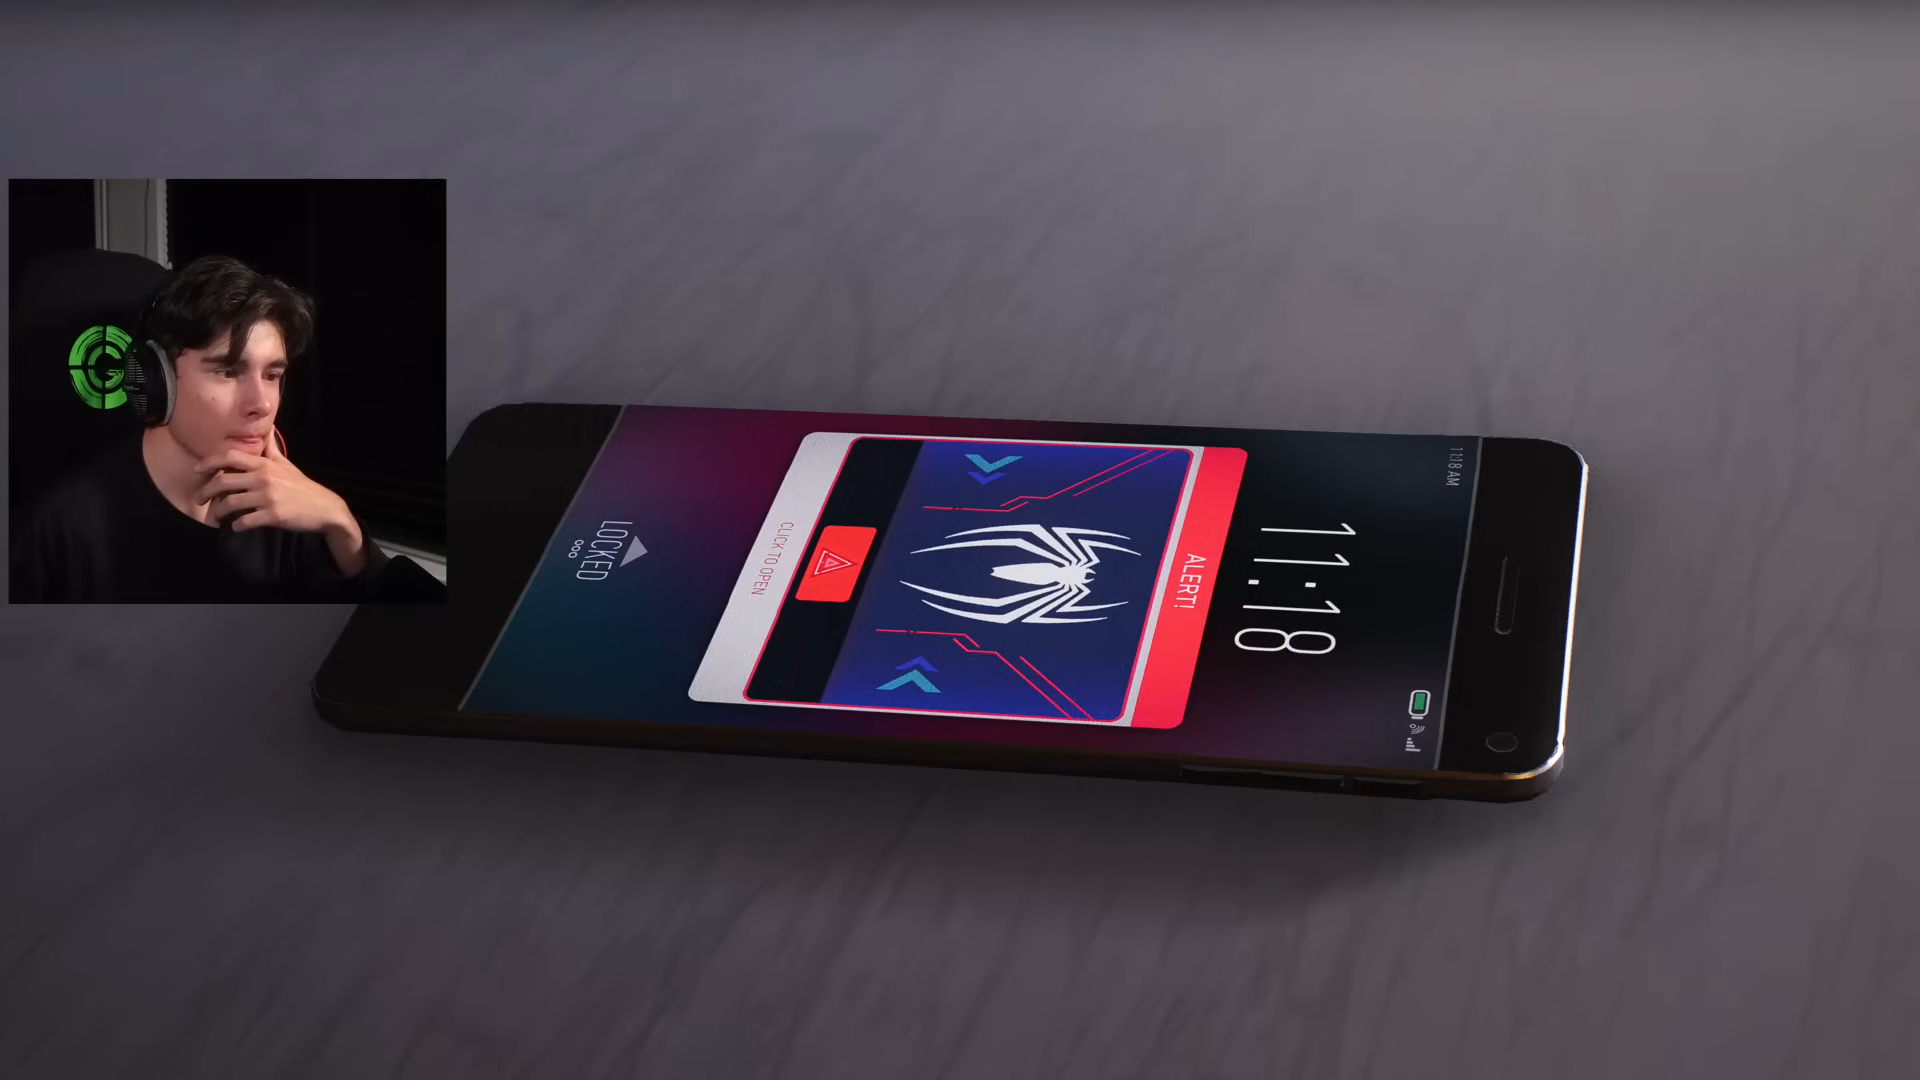 11:18 AM
11:18
ALERT!
CLICK TO OPEN
LOCKED